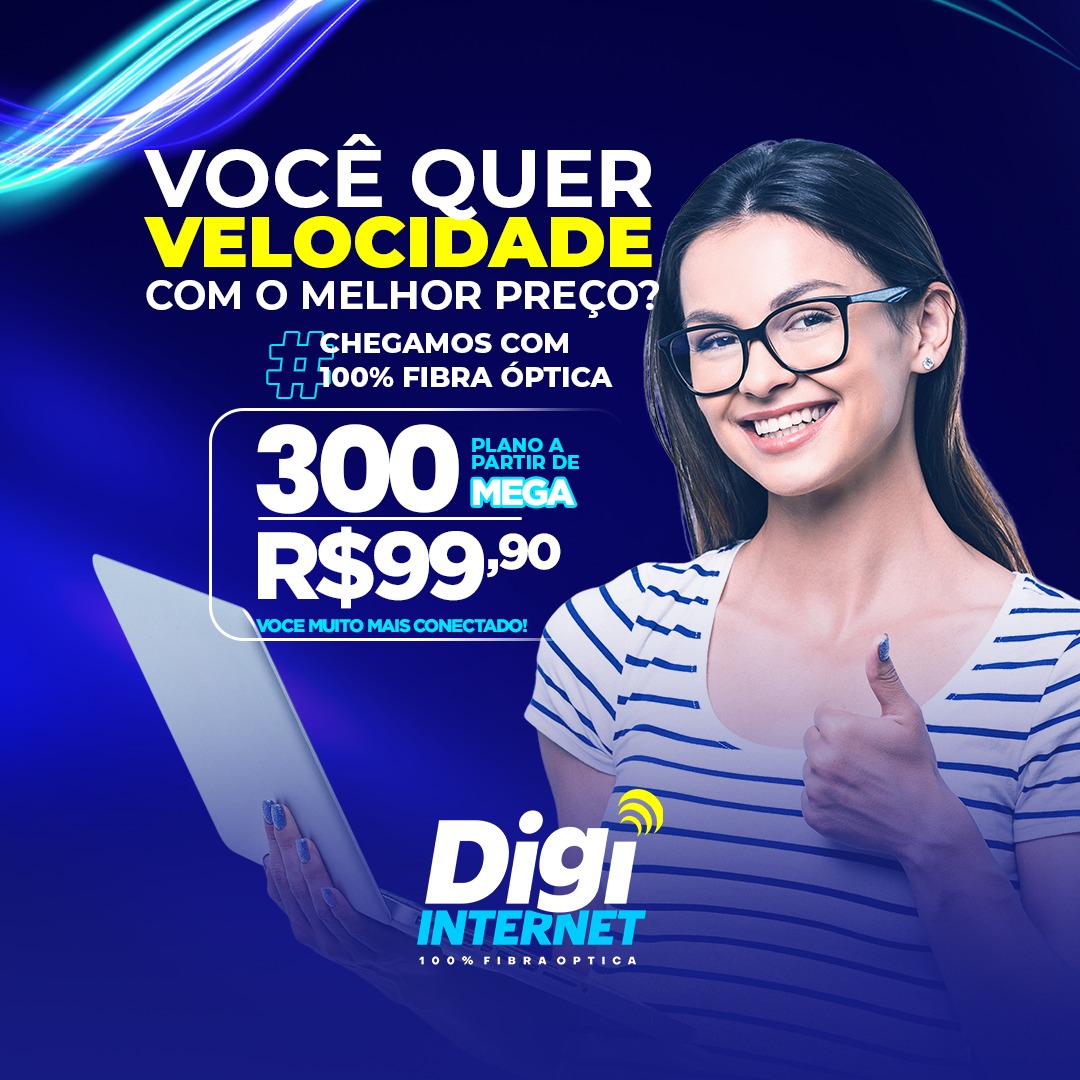 VOCÊ QUER
VELOCIDADE
COM O MELHOR PREÇO?
#CHEGAMOS COM
100% FIBRA ÓPTICA
300
PLANO A
PARTIR DE
MEGA
R$99,90
VOCE MUITO MAIS CONECTADO!
Digi
INTERNET
100% FIBRA OPTICA